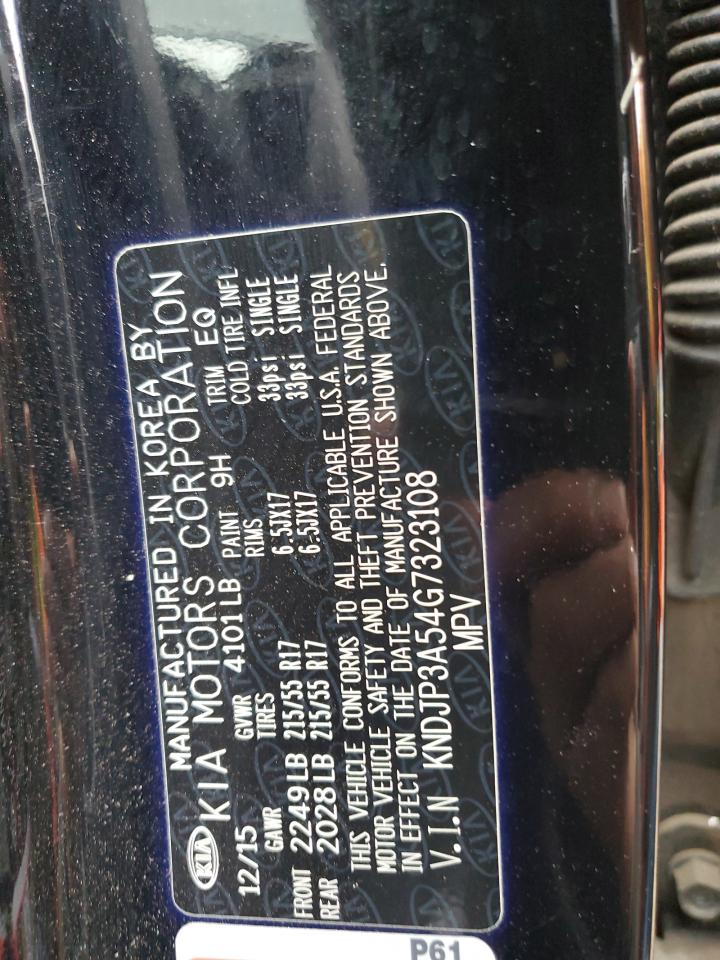 MANUFACTURED IN KOREA BY
KIA KIA MOTORS CORPORATION
12/15 GVWR 4101LB PAINT 9H TRIM EQ
GAWR TIRES RIMS COLD TIRE INFL
FRONT 2249LB 215/55 R17 6.5JX17 33psi SINGLE
REAR 2028LB 215/55 R17 6.5JX17 33psi SINGLE
THIS VEHICLE CONFORMS TO ALL APPLICABLE U.S.A. FEDERAL
MOTOR VEHICLE SAFETY AND THEFT PREVENTION STANDARDS
IN EFFECT ON THE DATE OF MANUFACTURE SHOWN ABOVE.
V.I.N KNDJP3A54G7323108
MPV
P61